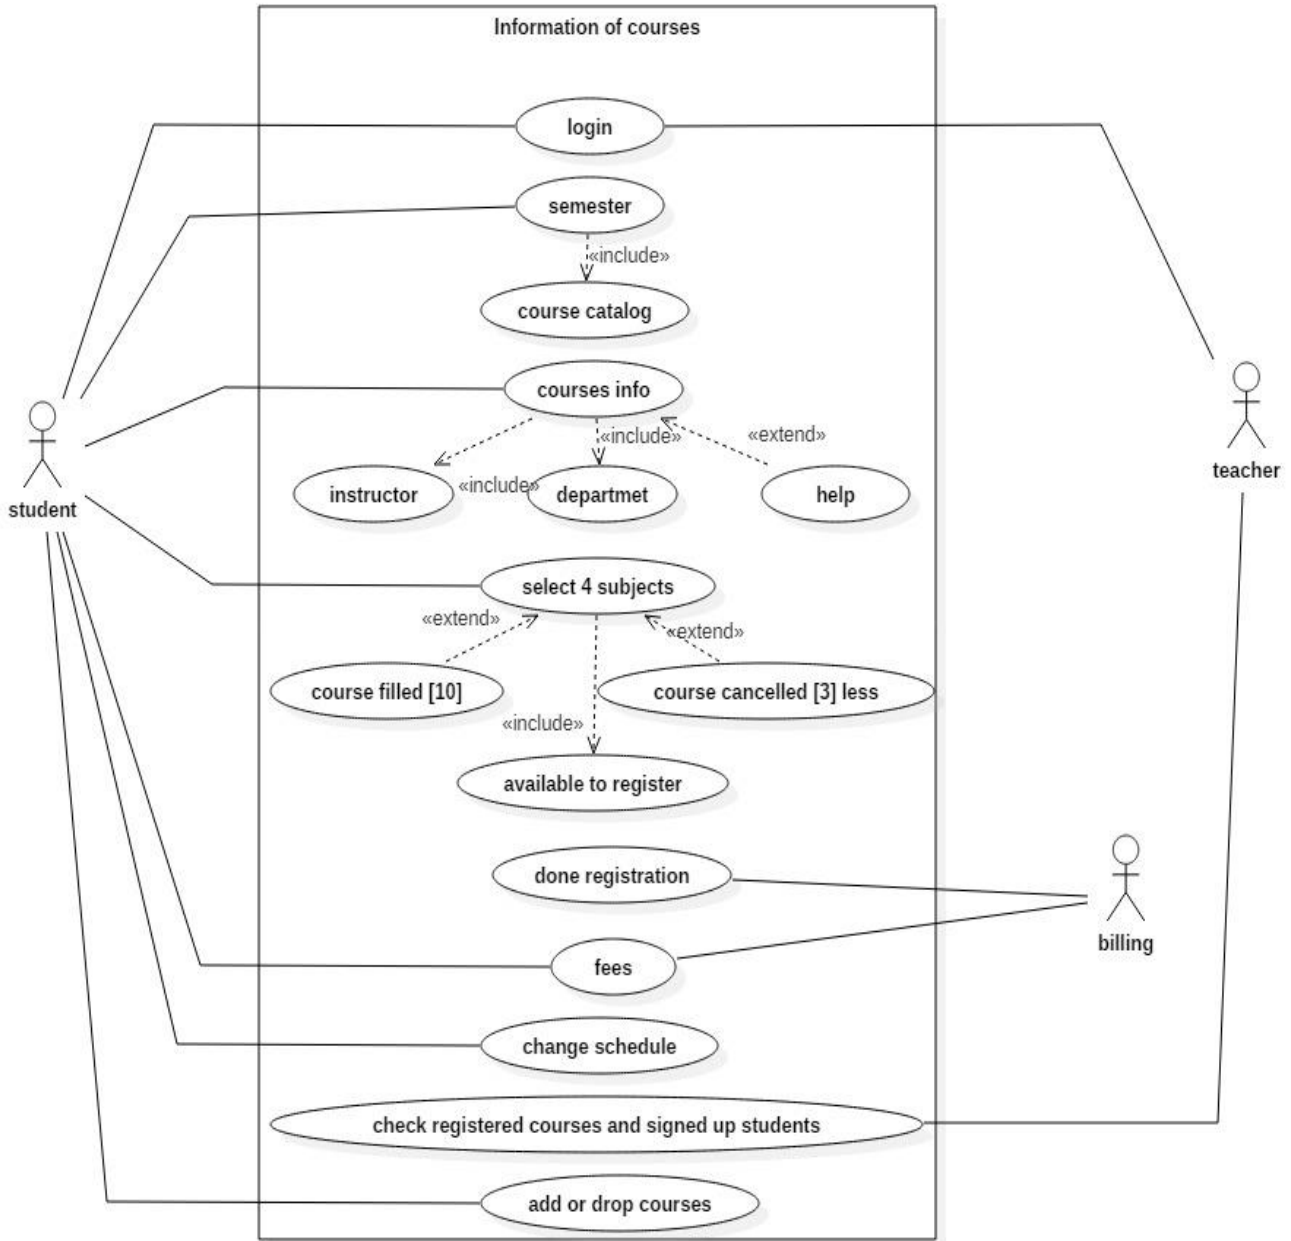 Information of courses
login
semester
«include»
course catalog
courses info
«include»
«extend»
instructor
«include»
departmet
help
student
teacher
select 4 subjects
«extend»
«extend»
course filled [10]
course cancelled [3] less
«include»
available to register
done registration
billing
fees
change schedule
check registered courses and signed up students
add or drop courses